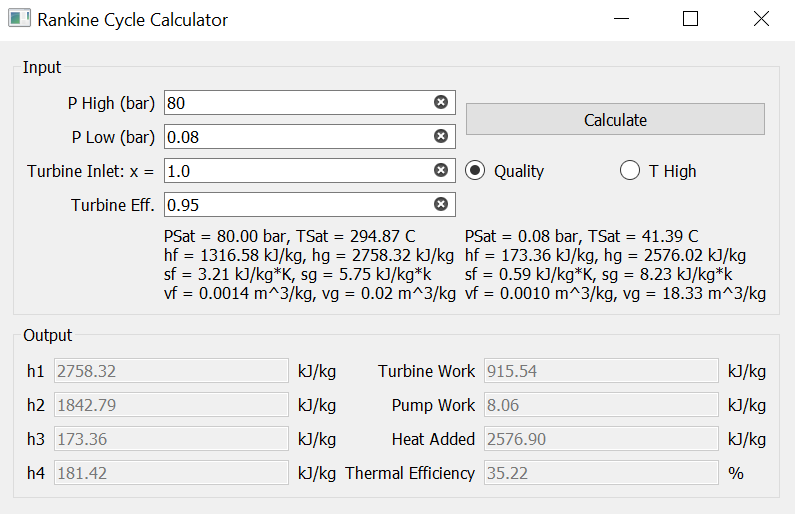 Rankine Cycle Calculator
Input
P High (bar) 80
Calculate
P Low (bar) 0.08
Turbine Inlet: x = 1.0 Quality T High
Turbine Eff. 0.95
PSat = 80.00 bar, TSat = 294.87 C PSat = 0.08 bar, TSat = 41.39 C
hf = 1316.58 kJ/kg, hg = 2758.32 kJ/kg hf = 173.36 kJ/kg, hg = 2576.02 kJ/kg
sf = 3.21 kJ/kg*K, sg = 5.75 kJ/kg*k sf = 0.59 kJ/kg*K, sg = 8.23 kJ/kg*k
vf = 0.0014 m^3/kg, vg = 0.02 m^3/kg vf = 0.0010 m^3/kg, vg = 18.33 m^3/kg
Output
h1 2758.32 kJ/kg Turbine Work 915.54 kJ/kg
h2 1842.79 kJ/kg Pump Work 8.06 kJ/kg
h3 173.36 kJ/kg Heat Added 2576.90 kJ/kg
h4 181.42 kJ/kg Thermal Efficiency 35.22 %